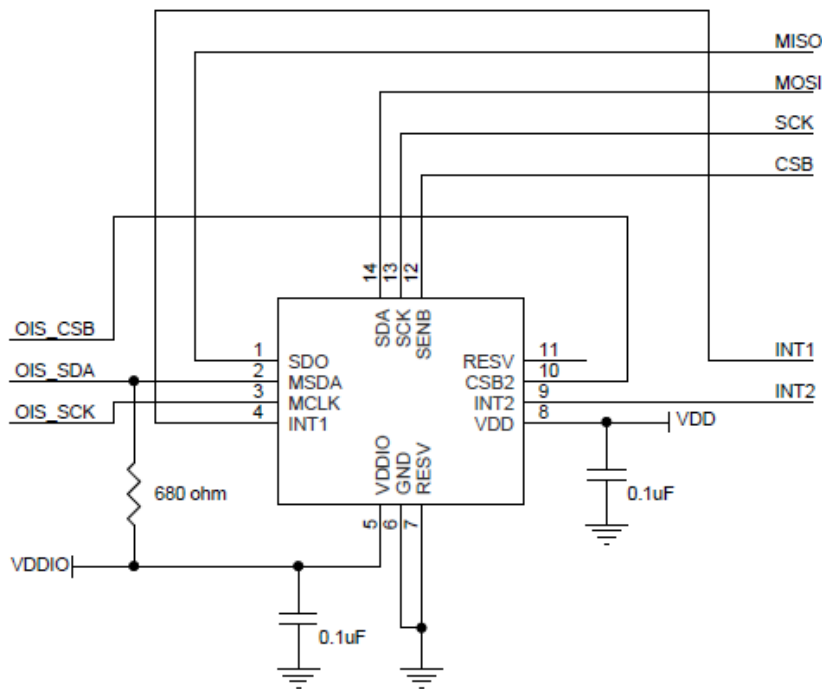 MISO
MOSI
SCK
CSB
14
13
12
OIS_CSB
SDA
SCK
SENB
1
SDO
RESV
11
INT1
OIS_SDA
2
MSDA
CSB2
10
OIS_SCK
3
MCLK
INT2
9
INT2
4
INT1
VDD
8
VDD
VDDIO
GND
RESV
680 ohm
0.1uF
5
6
7
VDDIO
0.1uF